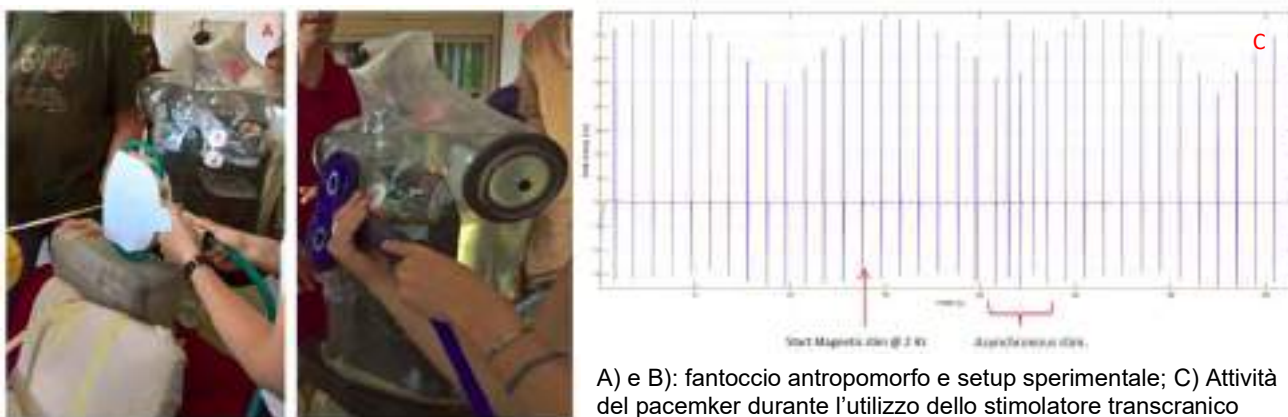 A
B
C
Start Magnetic stim @ 2 Hz
Asynchronous stim.
A) e B): fantoccio antropomorfo e setup sperimentale; C) Attività
del pacemker durante l'utilizzo dello stimolatore transcranico